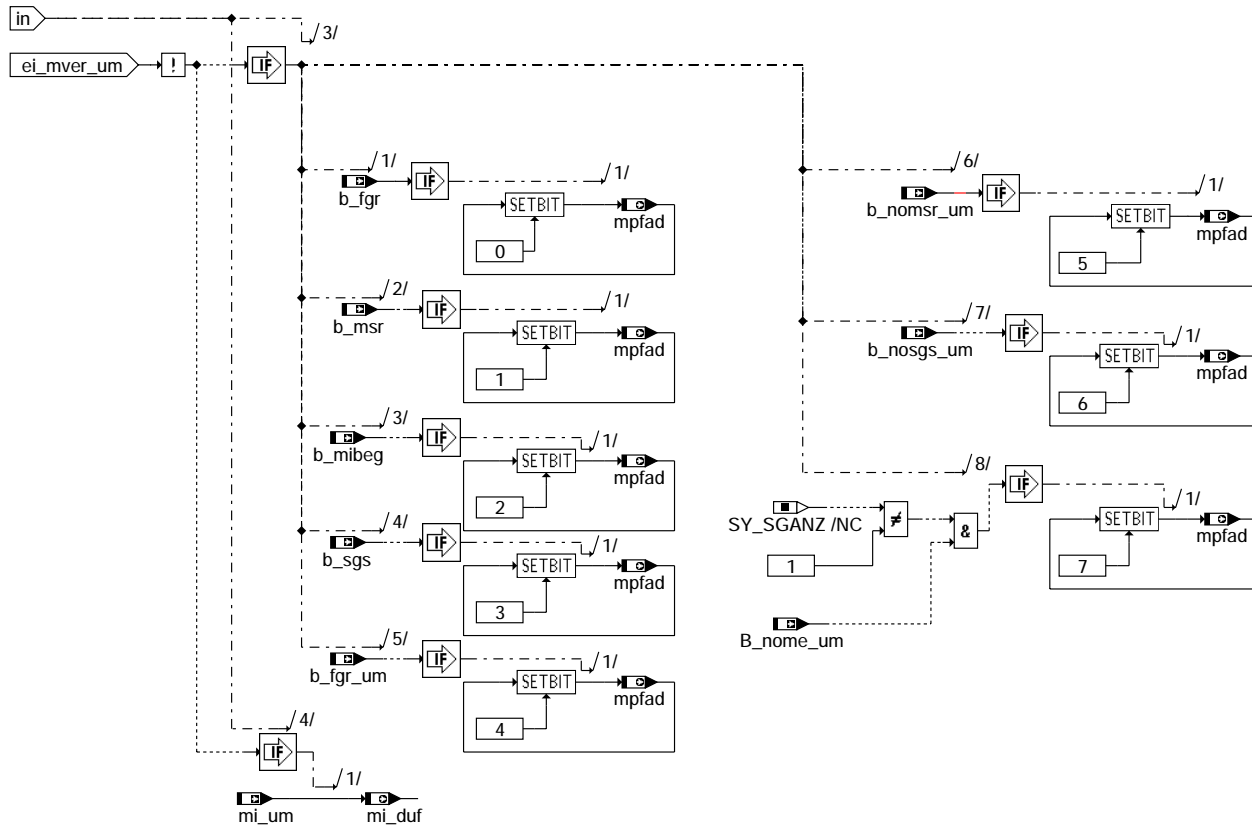 in
/3/
ei_mver_um
!
IF
/1/
b_fgr
IF
/1/
SETBIT
mpfad
0
/2/
b_msr
IF
/1/
SETBIT
mpfad
1
/3/
b_mibeg
IF
/1/
SETBIT
mpfad
2
/4/
b_sgs
IF
/1/
SETBIT
mpfad
3
/5/
b_fgr_um
IF
/1/
SETBIT
mpfad
4
/4/
IF
/1/
mi_um
mi_duf
/6/
b_nomsr_um
IF
/1/
SETBIT
mpfad
5
/7/
b_nosgs_um
IF
/1/
SETBIT
mpfad
6
/8/
SY_SGANZ /NC
≠
&
IF
/1/
SETBIT
mpfad
1
7
B_nome_um